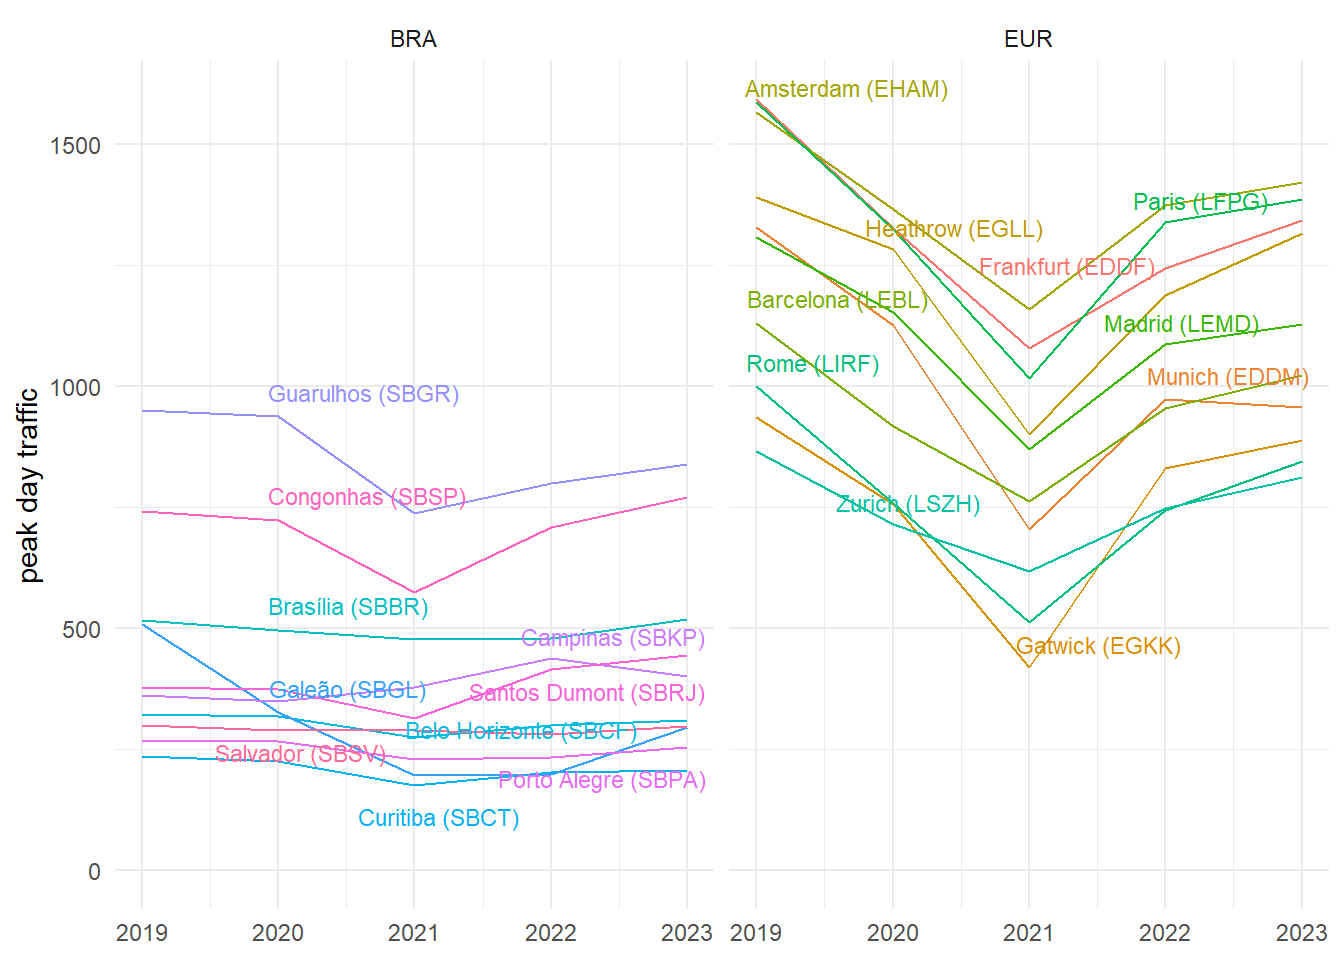 BRA
EUR
peak day traffic
1500
1000
500
0
Guarulhos (SBGR)
Congonhas (SBSP)
Brasília (SBBR)
Campinas (SBKP)
Galeão (SBGL)
Santos Dumont (SBRJ)
Belo Horizonte (SBCF)
Salvador (SBSV)
Porto Alegre (SBPA)
Curitiba (SBCT)
Amsterdam (EHAM)
Paris (LFPG)
Heathrow (EGLL)
Frankfurt (EDDF)
Barcelona (LEBL)
Madrid (LEMD)
Rome (LIRF)
Munich (EDDM)
Zurich (LSZH)
Gatwick (EGKK)
2019 2020 2021 2022 2023
2019 2020 2021 2022 2023